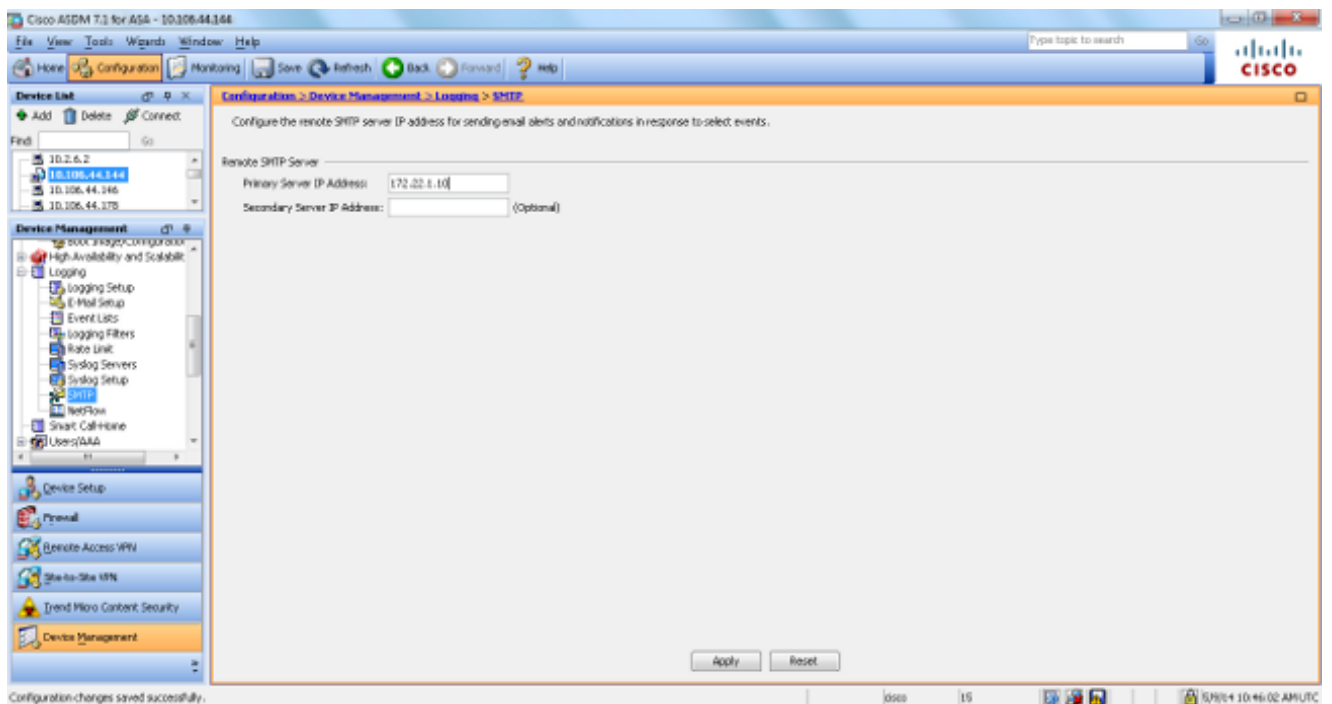 Cisco ASDM 7.1 for ASA - 10.106.44.144
File View Tools Wizards Window Help
Type topic to search
Go
Home Configuration Monitoring Save Refresh Back Forward Help
CISCO
Device List
Add Delete Connect
Find: Go
10.2.6.2
10.106.44.144
10.106.44.146
10.106.44.178
Device Management
Boot Image/Configuration
High Availability and Scalabilit
Logging
Logging Setup
E-Mail Setup
Event Lists
Logging Filters
Rate Limit
Syslog Servers
Syslog Setup
SMTP
NetFlow
Smart Call-Home
Users/AAA
Device Setup
Firewall
Remote Access VPN
Site-to-Site VPN
Trend Micro Content Security
Device Management
Configuration > Device Management > Logging > SMTP
Configure the remote SMTP server IP address for sending email alerts and notifications in response to select events.
Remote SMTP Server
Primary Server IP Address: 172.22.1.10
Secondary Server IP Address: (Optional)
Apply Reset
Configuration changes saved successfully.
cisco
15
5/9/14 10:46:02 AM UTC